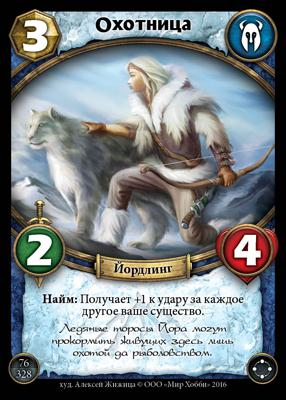 3
Охотница
2
4
Йордлинг
Найм: Получает +1 к удару за каждое
другое ваше существо.
Ледяные торосы Йора могут
прокормить живущих здесь лишь
охотой да рыболовством.
76
328
худ. Алексей Жижица © ООО «Мир Хобби» 2016